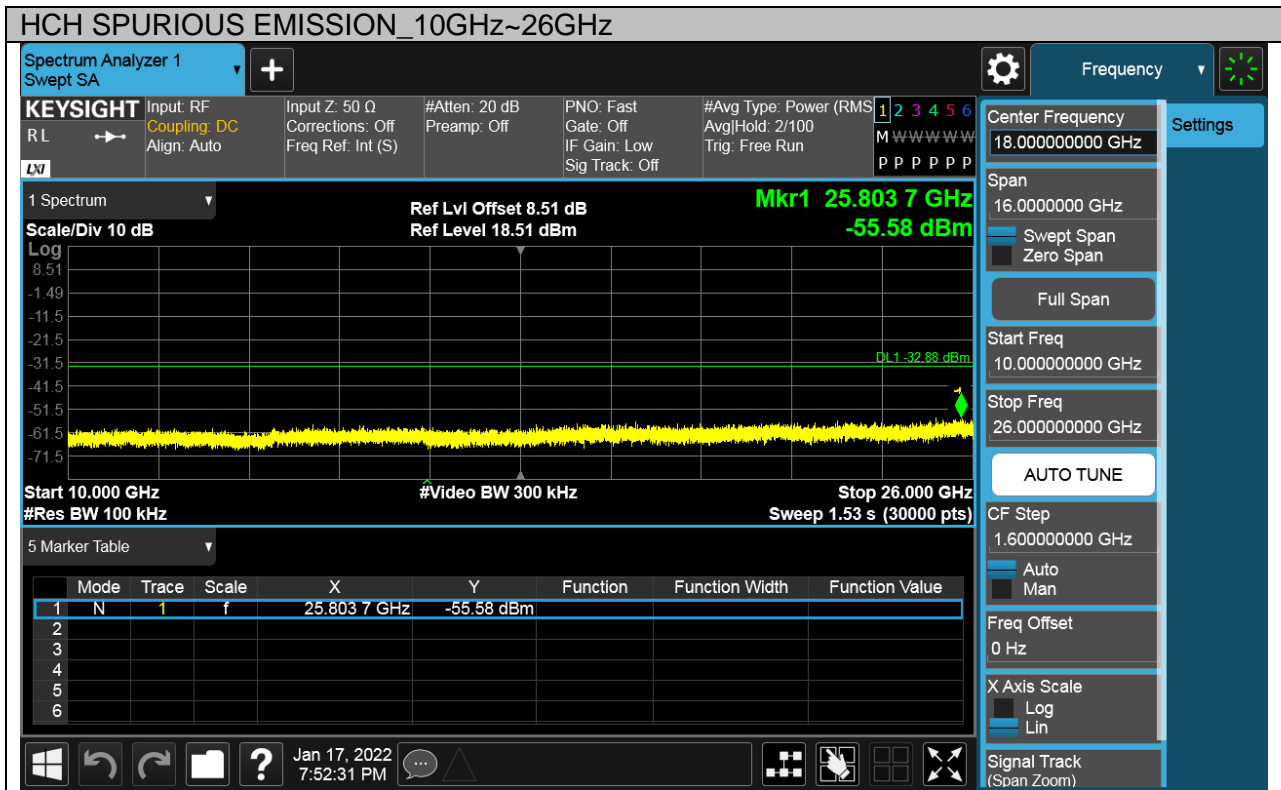 HCH SPURIOUS EMISSION_10GHz~26GHz
Spectrum Analyzer 1
Swept SA
+
Frequency
KEYSIGHT
RL
LXI
Input: RF
Coupling: DC
Align: Auto
Input Z: 50 Ω
Corrections: Off
Freq Ref: Int (S)
#Atten: 20 dB
Preamp: Off
PNO: Fast
Gate: Off
IF Gain: Low
Sig Track: Off
#Avg Type: Power (RMS
Avg|Hold: 2/100
Trig: Free Run
1 2 3 4 5 6
M W W W W W
P P P P P P
1 Spectrum
Scale/Div 10 dB
Ref Lvl Offset 8.51 dB
Ref Level 18.51 dBm
Mkr1 25.803 7 GHz
-55.58 dBm
Log
8.51
-1.49
-11.5
-21.5
-31.5
-41.5
-51.5
-61.5
-71.5
DL1 -32.88 dBm
1
Start 10.000 GHz
#Video BW 300 kHz
Stop 26.000 GHz
#Res BW 100 kHz
Sweep 1.53 s (30000 pts)
5 Marker Table
Mode Trace Scale X Y Function Function Width Function Value
1 N 1 f 25.803 7 GHz -55.58 dBm
2
3
4
5
6
Center Frequency
18.000000000 GHz
Settings
Span
16.0000000 GHz
Swept Span
Zero Span
Full Span
Start Freq
10.000000000 GHz
Stop Freq
26.000000000 GHz
AUTO TUNE
CF Step
1.600000000 GHz
Auto
Man
Freq Offset
0 Hz
X Axis Scale
Log
Lin
Signal Track
(Span Zoom)
?
Jan 17, 2022
7:52:31 PM